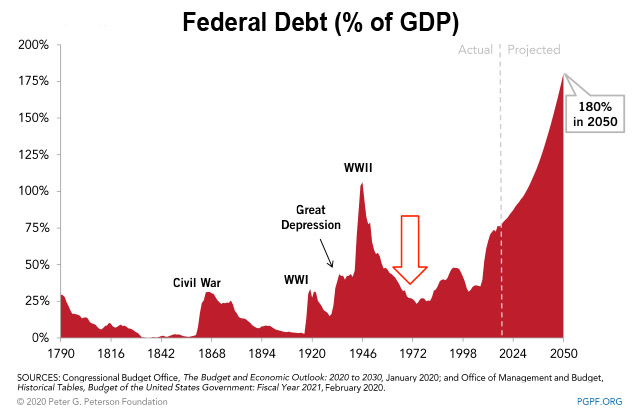 Federal Debt (% of GDP)
200%
Actual
Projected
175%
180%
in 2050
150%
125%
WWII
100%
Great
Depression
75%
50%
Civil War
WWI
25%
0%
1790
1816
1842
1868
1894
1920
1946
1972
1998
2024
2050
SOURCES: Congressional Budget Office, The Budget and Economic Outlook: 2020 to 2030, January 2020; and Office of Management and Budget,
Historical Tables, Budget of the United States Government: Fiscal Year 2021, February 2020.
© 2020 Peter G. Peterson Foundation
PGPF.ORG